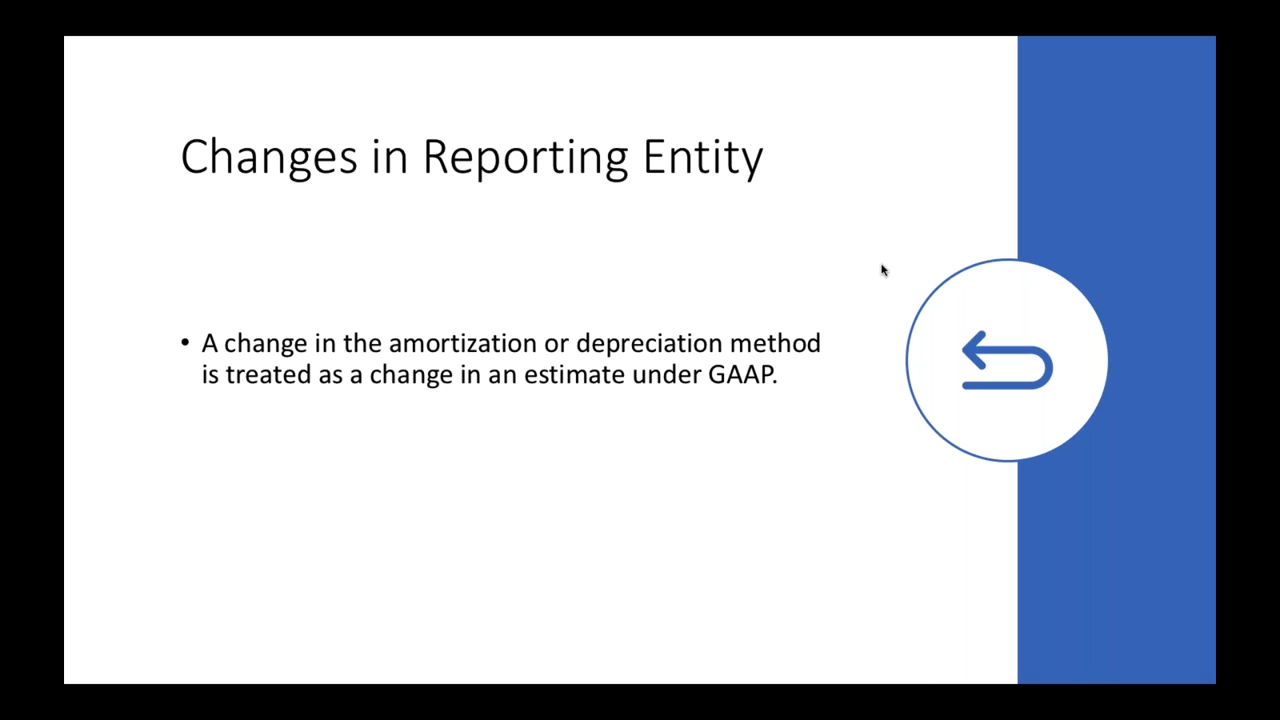 Changes in Reporting Entity
• A change in the amortization or depreciation method
is treated as a change in an estimate under GAAP.